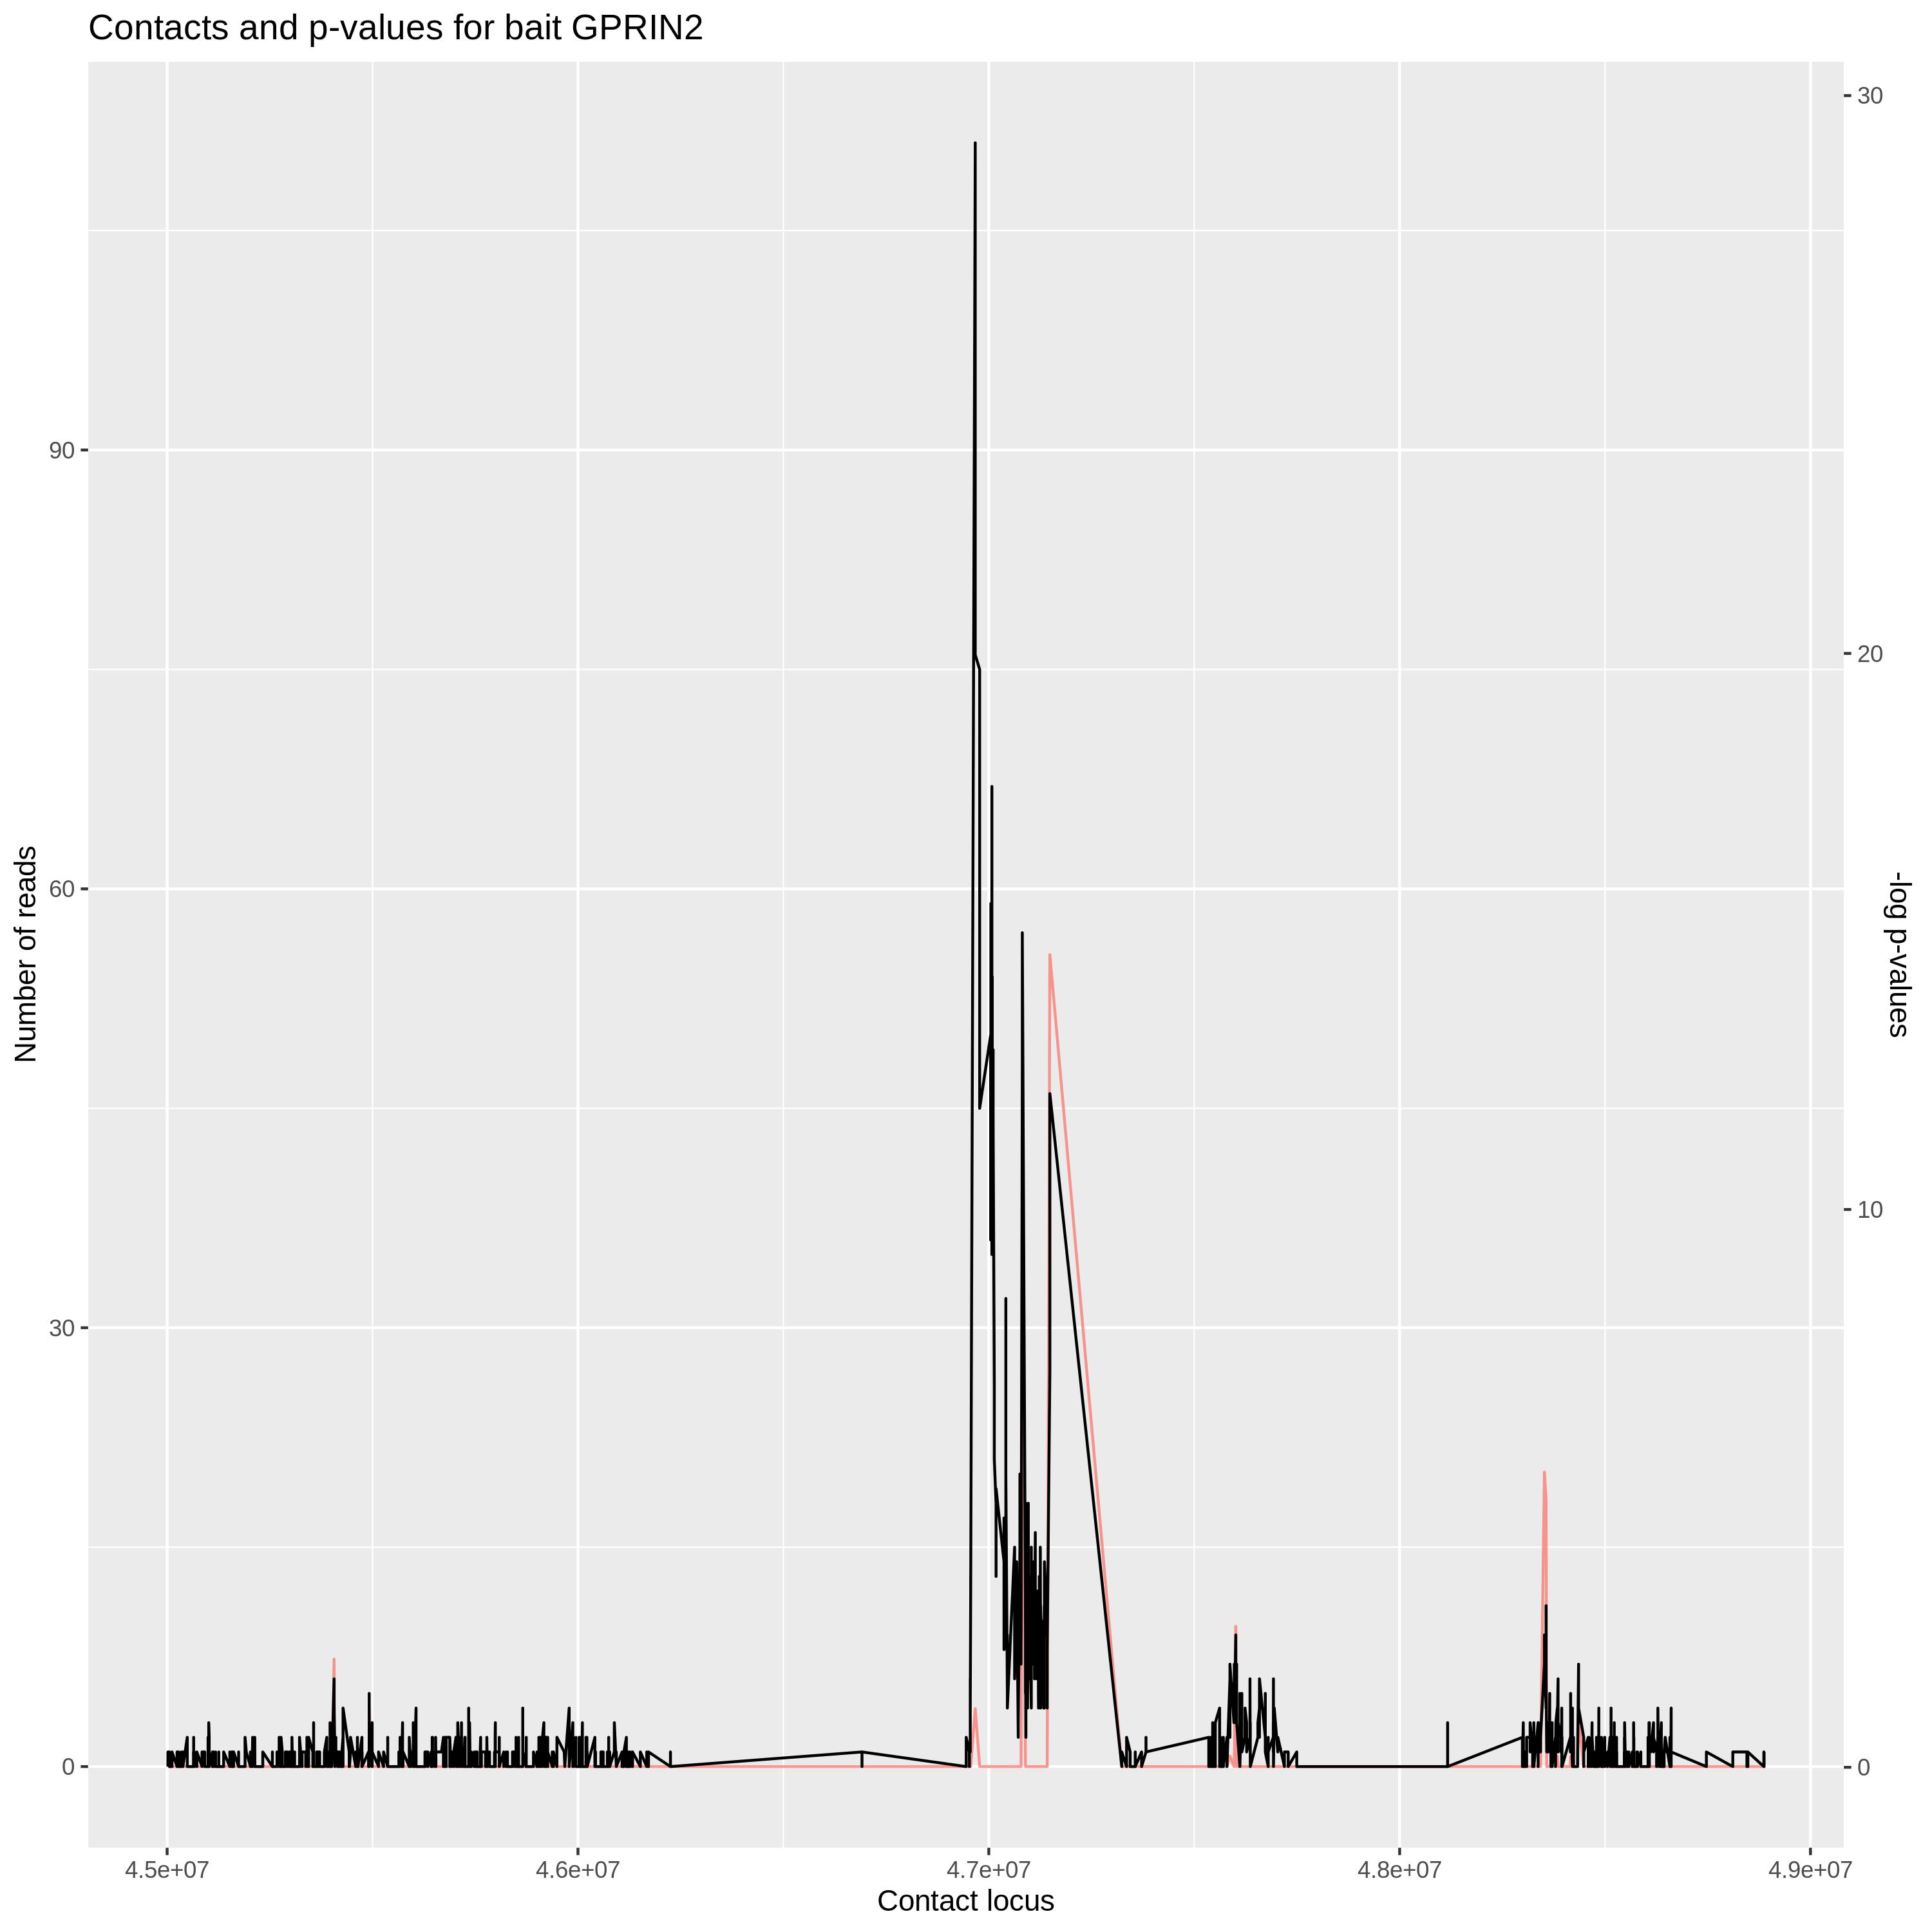 Contacts and p-values for bait GPRIN2
Number of reads
90
60
30
0
30
20
10
0
-log p-values
4.5e+07
4.6e+07
4.7e+07
4.8e+07
4.9e+07
Contact locus